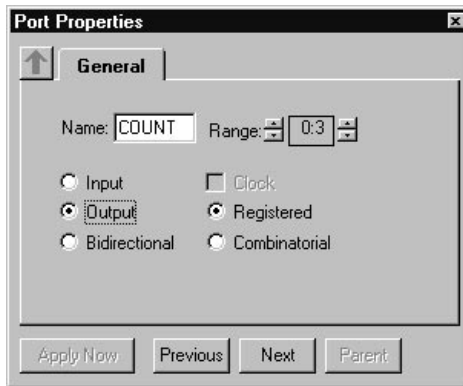 Port Properties
General
Name: COUNT Range: 0:3
Input Clock
Output Registered
Bidirectional Combinatorial
Apply Now Previous Next Parent